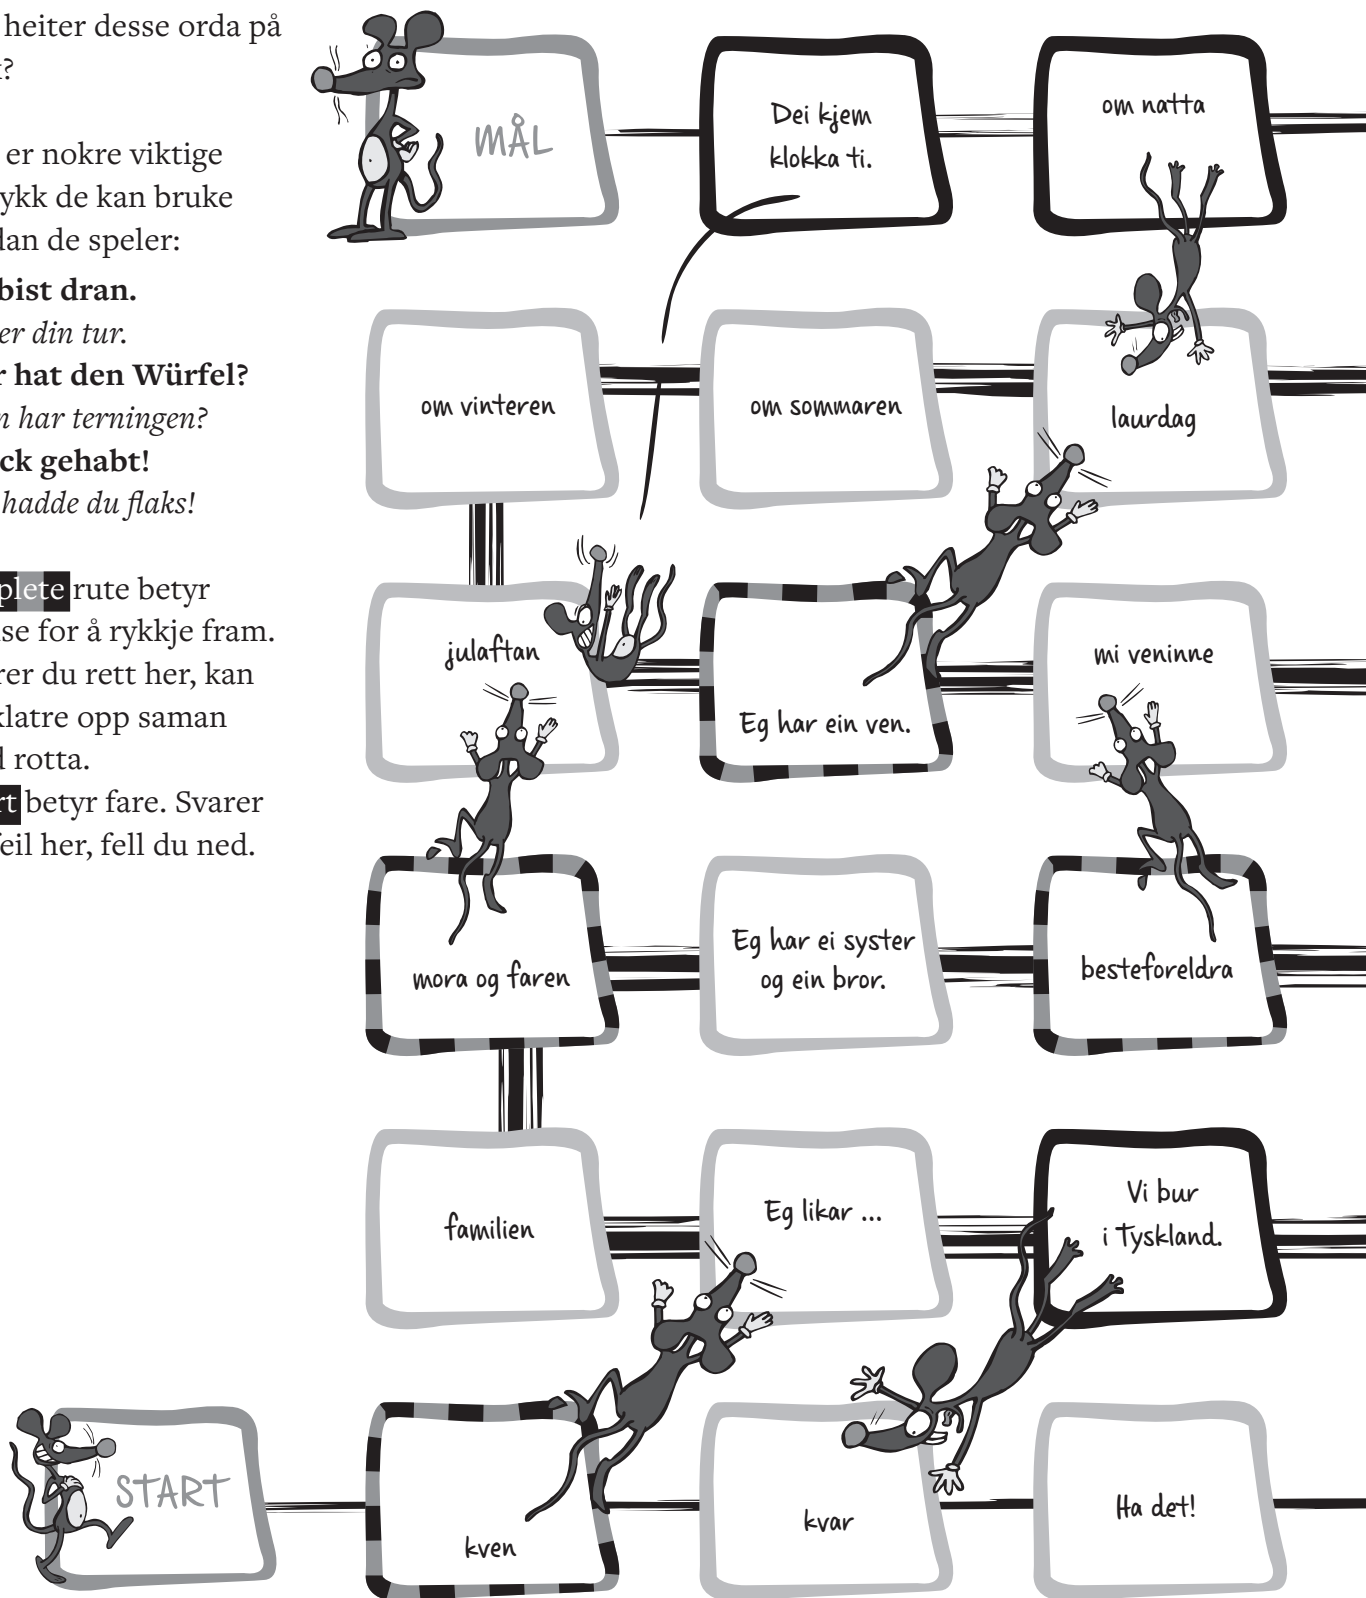 heiter desse orda på
?
er nokre viktige
ykk de kan bruke
dan de speler:
bist dran.
er din tur.
r hat den Würfel?
n har terningen?
ck gehabt!
hadde du flaks!
plete rute betyr
se for å rykkje fram.
rer du rett her, kan
klatre opp saman
d rotta.
rt betyr fare. Svarer
feil her, fell du ned.
MÅL
Dei kjem
klokka ti.
om natta
om vinteren
om sommaren
laurdag
julaftan
Eg har ein ven.
mi veninne
mora og faren
Eg har ei syster
og ein bror.
besteforeldra
familien
Eg likar ...
Vi bur
i Tyskland.
START
kven
kvar
Ha det!